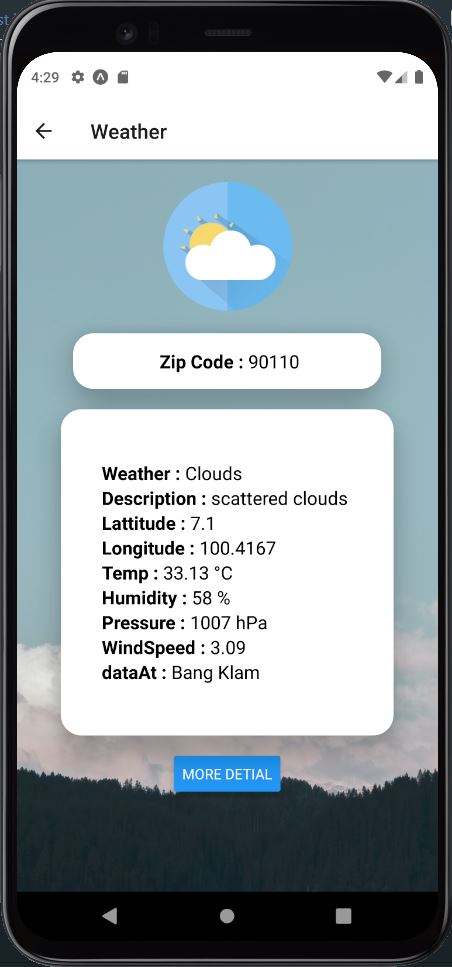 4:29
Weather
Zip Code : 90110
Weather : Clouds
Description : scattered clouds
Lattitude : 7.1
Longitude : 100.4167
Temp : 33.13 °C
Humidity : 58 %
Pressure : 1007 hPa
WindSpeed : 3.09
dataAt : Bang Klam
MORE DETIAL